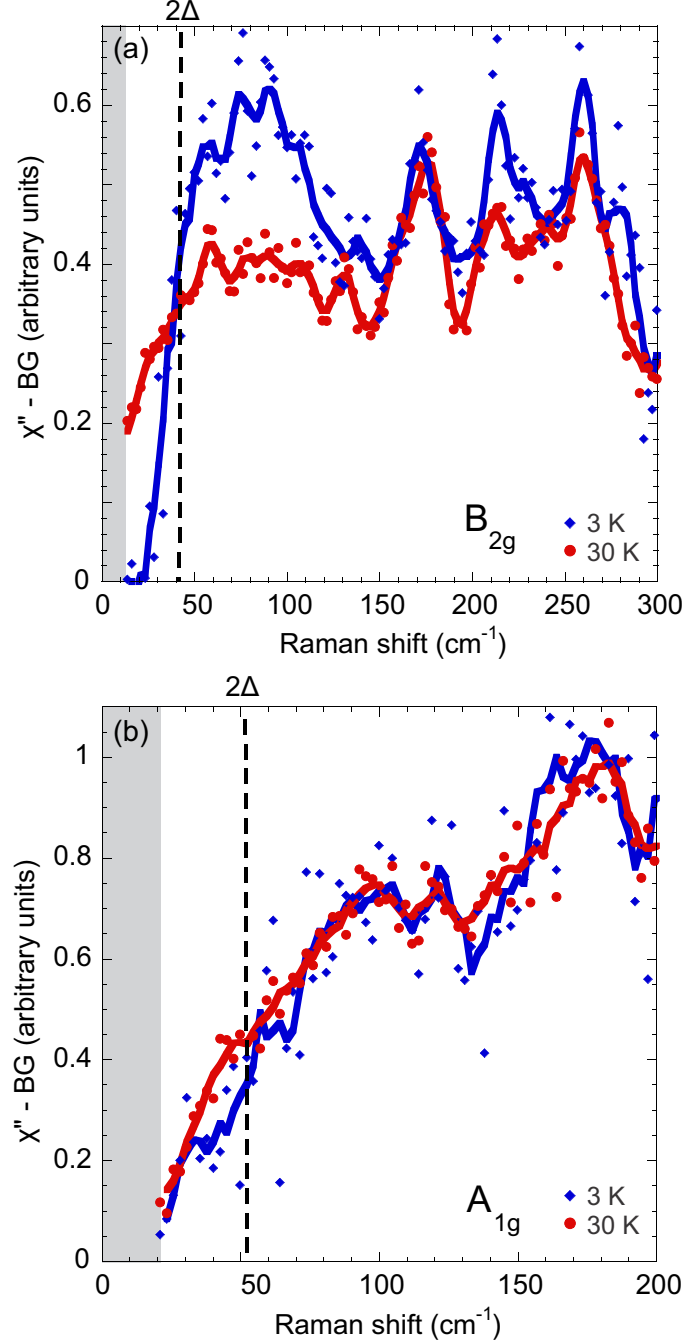 2Δ
(a)
0.6
0.4
0.2
0
χ" - BG (arbitrary units)
B2g
3 K
30 K
0 50 100 150 200 250 300
Raman shift (cm-1)
2Δ
(b)
1
0.8
0.6
0.4
0.2
0
χ" - BG (arbitrary units)
A1g
3 K
30 K
0 50 100 150 200
Raman shift (cm-1)